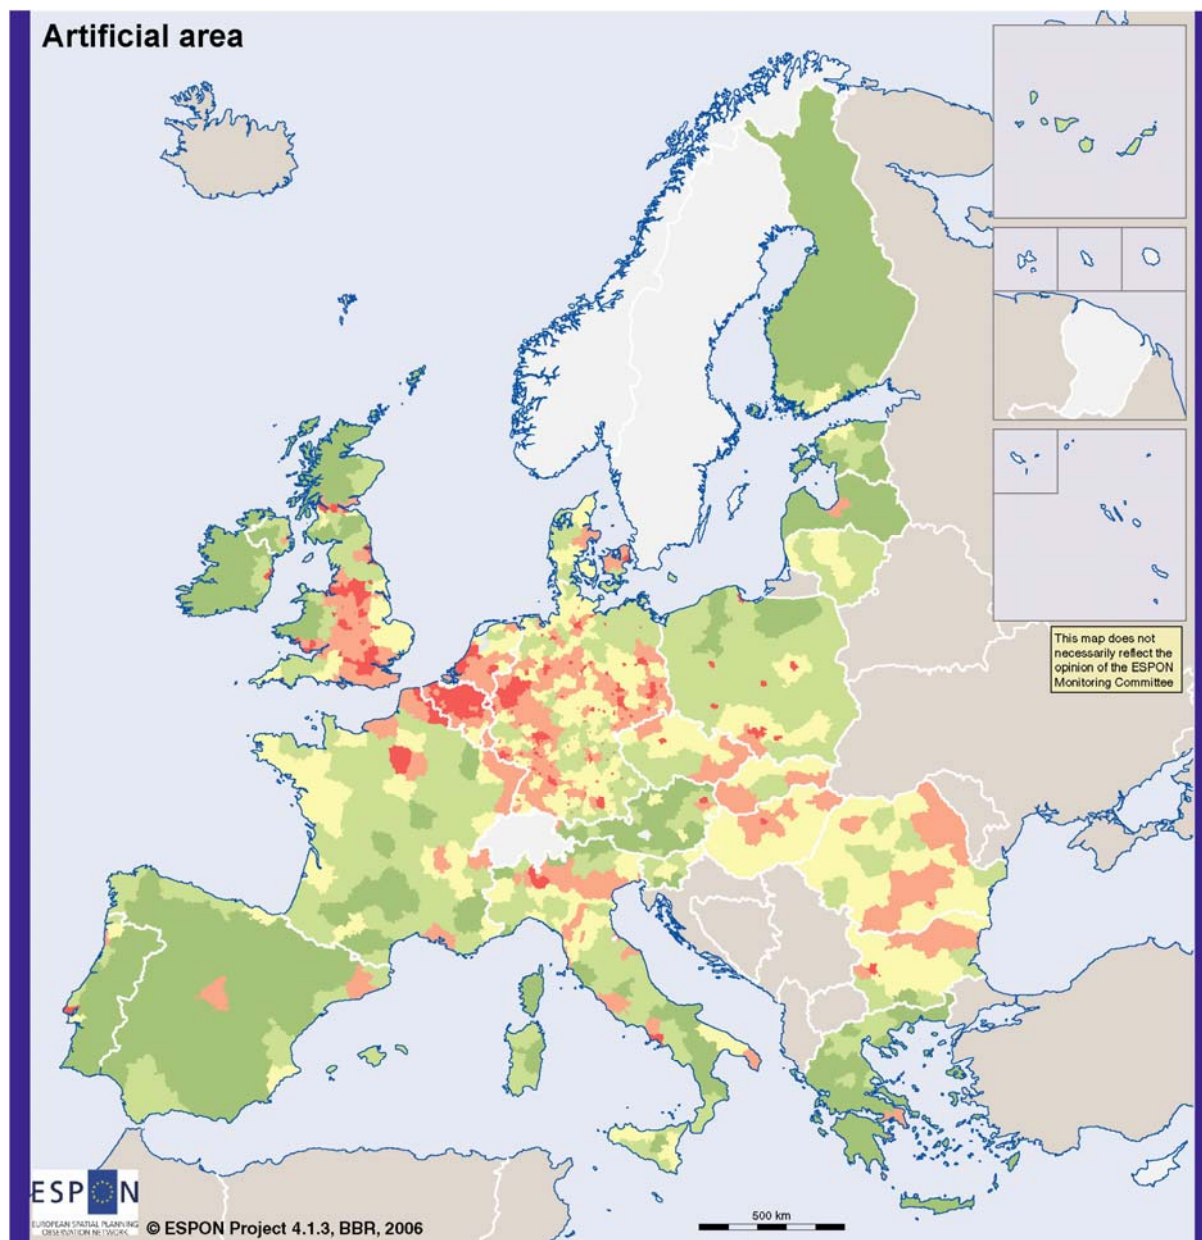 Artificial area
This map does not
necessarily reflect the
opinion of the ESPON
Monitoring Committee
ESPON
EUROPEAN SPATIAL PLANNING
OBSERVATION NETWORK
© ESPON Project 4.1.3, BBR, 2006
500 km